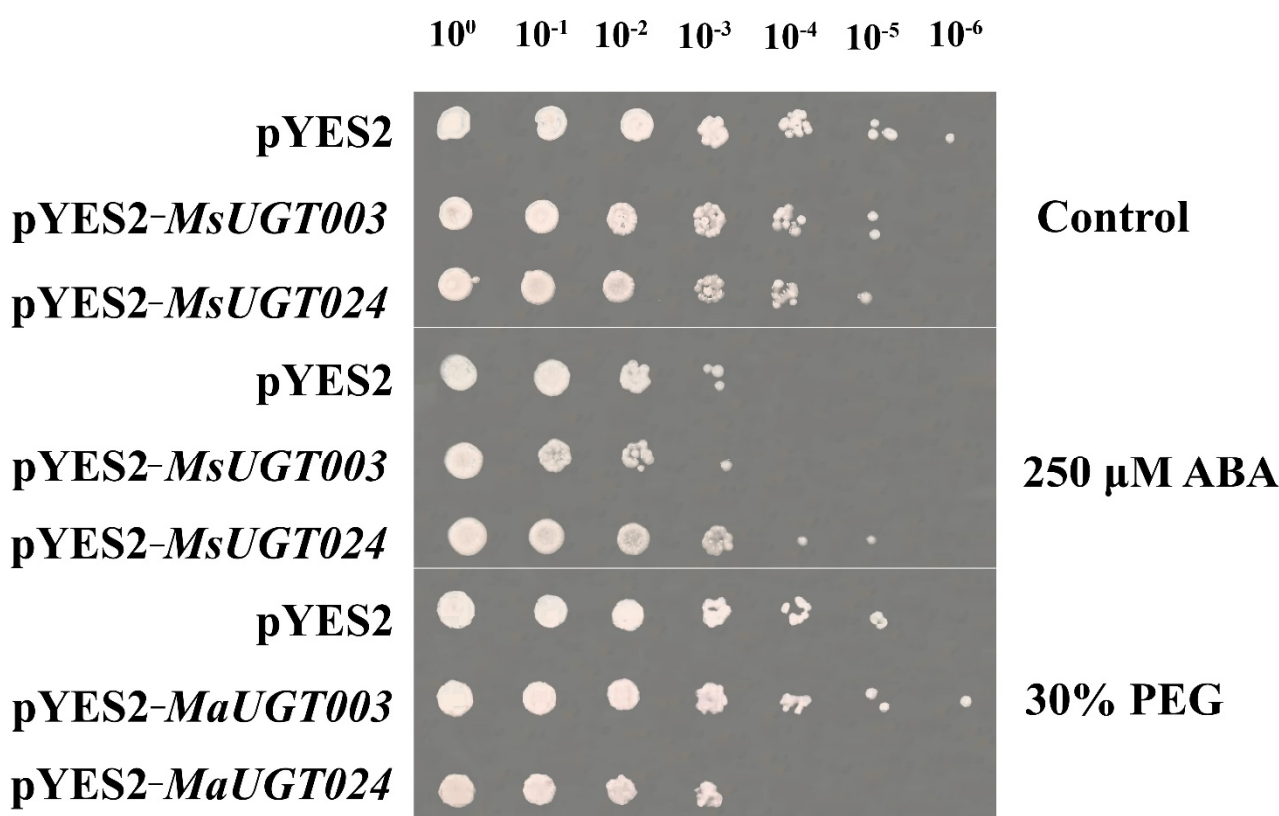 10⁰ 10⁻¹ 10⁻² 10⁻³ 10⁻⁴ 10⁻⁵ 10⁻⁶
pYES2
pYES2-MsUGT003
Control
pYES2-MsUGT024
pYES2
pYES2-MsUGT003
250 μM ABA
pYES2-MsUGT024
pYES2
pYES2-MaUGT003
30% PEG
pYES2-MaUGT024